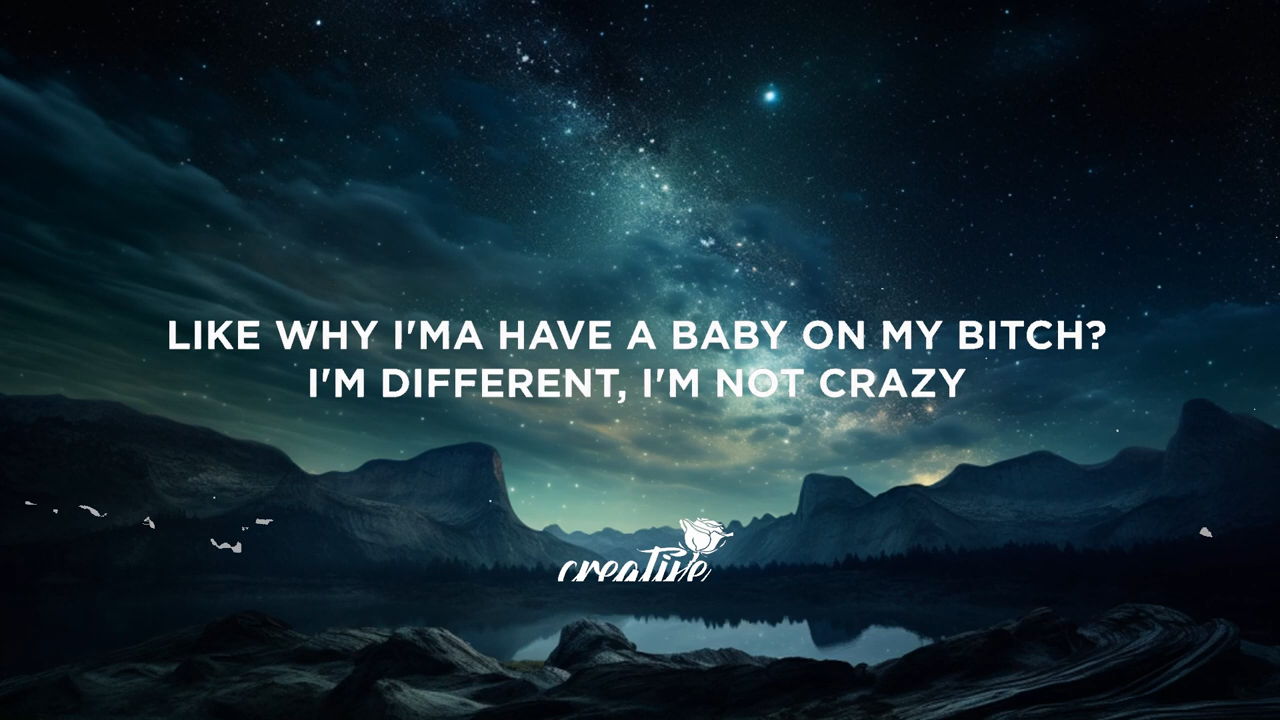 LIKE WHY I'MA HAVE A BABY ON MY BITCH?
I'M DIFFERENT, I'M NOT CRAZY
creative